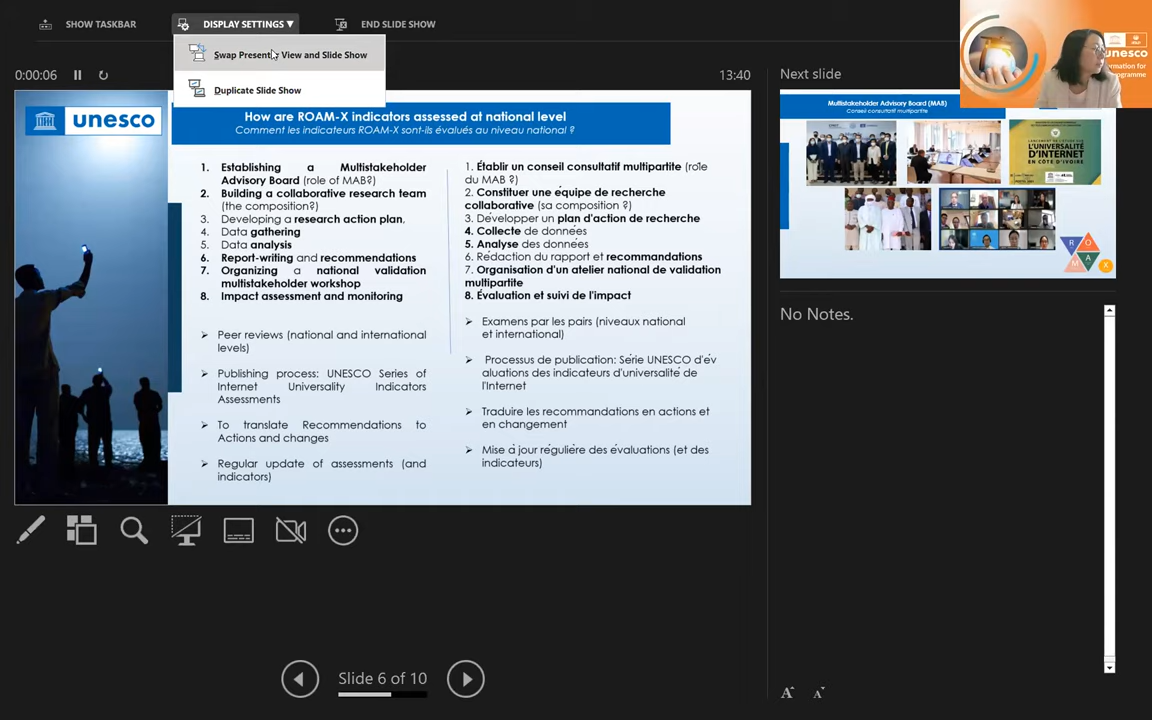 SHOW TASKBAR
DISPLAY SETTINGS ▼
END SLIDE SHOW
Swap Presenter View and Slide Show
Duplicate Slide Show
0:00:06
13:40
unesco
How are ROAM-X indicators assessed at national level
Comment les indicateurs ROAM-X sont-ils évalués au niveau national ?
1. Establishing a Multistakeholder
Advisory Board (role of MAB?)
2. Building a collaborative research team
(the composition?)
3. Developing a research action plan,
4. Data gathering
5. Data analysis
6. Report-writing and recommendations
7. Organizing a national validation
multistakeholder workshop
8. Impact assessment and monitoring
➢ Peer reviews (national and international
levels)
➢ Publishing process: UNESCO Series of
Internet Universality Indicators
Assessments
➢ To translate Recommendations to
Actions and changes
➢ Regular update of assessments (and
indicators)
1. Établir un conseil consultatif multipartite (rôle
du MAB ?)
2. Constituer une équipe de recherche
collaborative (sa composition ?)
3. Développer un plan d'action de recherche
4. Collecte de données
5. Analyse des données
6. Rédaction du rapport et recommandations
7. Organisation d'un atelier national de validation
multipartite
8. Évaluation et suivi de l'impact
➢ Examens par les pairs (niveaux national
et international)
➢ Processus de publication: Série UNESCO d'év
aluations des indicateurs d'universalité de
l'Internet
➢ Traduire les recommandations en actions et
en changement
➢ Mise à jour régulière des évaluations (et des
indicateurs)
Slide 6 of 10
Next slide
Multistakeholder Advisory Board (MAB)
Conseil consultatif multipartite
L'UNIVERSALITÉ
D'INTERNET
EN CÔTE D'IVOIRE
R
O
A
M
X
No Notes.
A
A
unesco
rmation for
ogramme